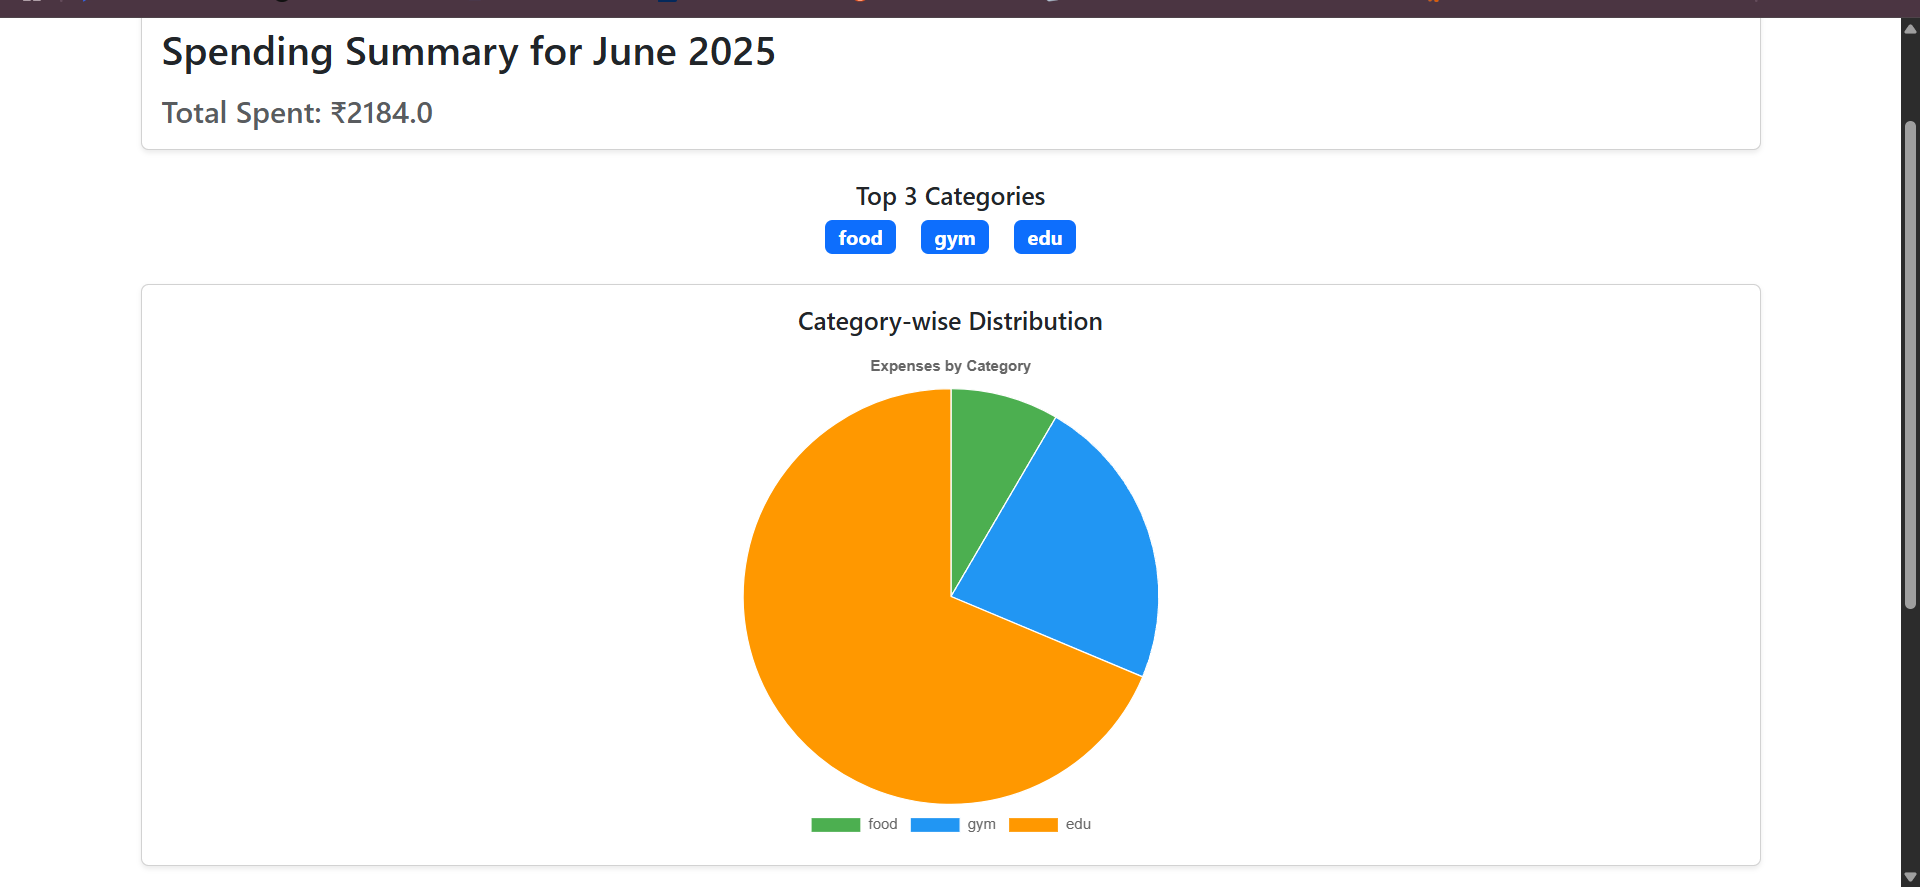 Spending Summary for June 2025
Total Spent: ₹2184.0
Top 3 Categories
food gym edu
Category-wise Distribution
Expenses by Category
food gym edu